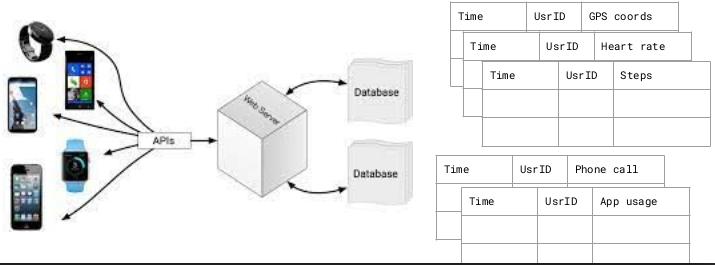 Time UsrID GPS coords
Time UsrID Heart rate
Time UsrID Steps
APIs
Web Server
Database
Database
Time UsrID Phone call
Time UsrID App usage